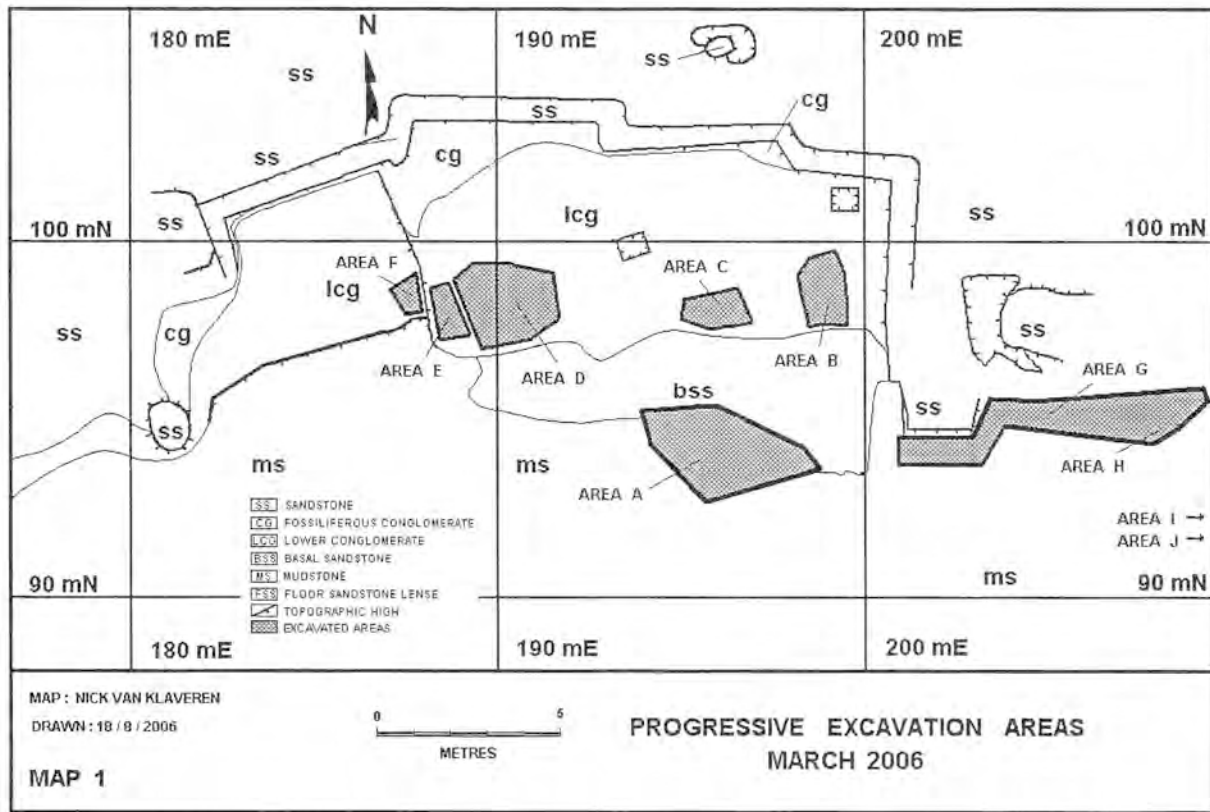 180 mE
N
190 mE
200 mE
ss
ss
cg
ss
ss
cg
ss
ss
lcg
ss
100 mN
100 mN
AREA F
AREA C
lcg
ss
cg
ss
AREA E
AREA D
AREA B
AREA G
bss
ss
ss
ms
ms
AREA A
AREA H
SS SANDSTONE
CG FOSSILIFEROUS CONGLOMERATE
LCG LOWER CONGLOMERATE
BSS BASAL SANDSTONE
MS MUDSTONE
FSS FLOOR SANDSTONE LENSE
TOPOGRAPHIC HIGH
EXCAVATED AREAS
AREA I →
AREA J →
90 mN
ms
90 mN
180 mE
190 mE
200 mE
MAP : NICK VAN KLAVEREN
DRAWN : 18 / 8 / 2006
MAP 1
0 5
METRES
PROGRESSIVE EXCAVATION AREAS
MARCH 2006